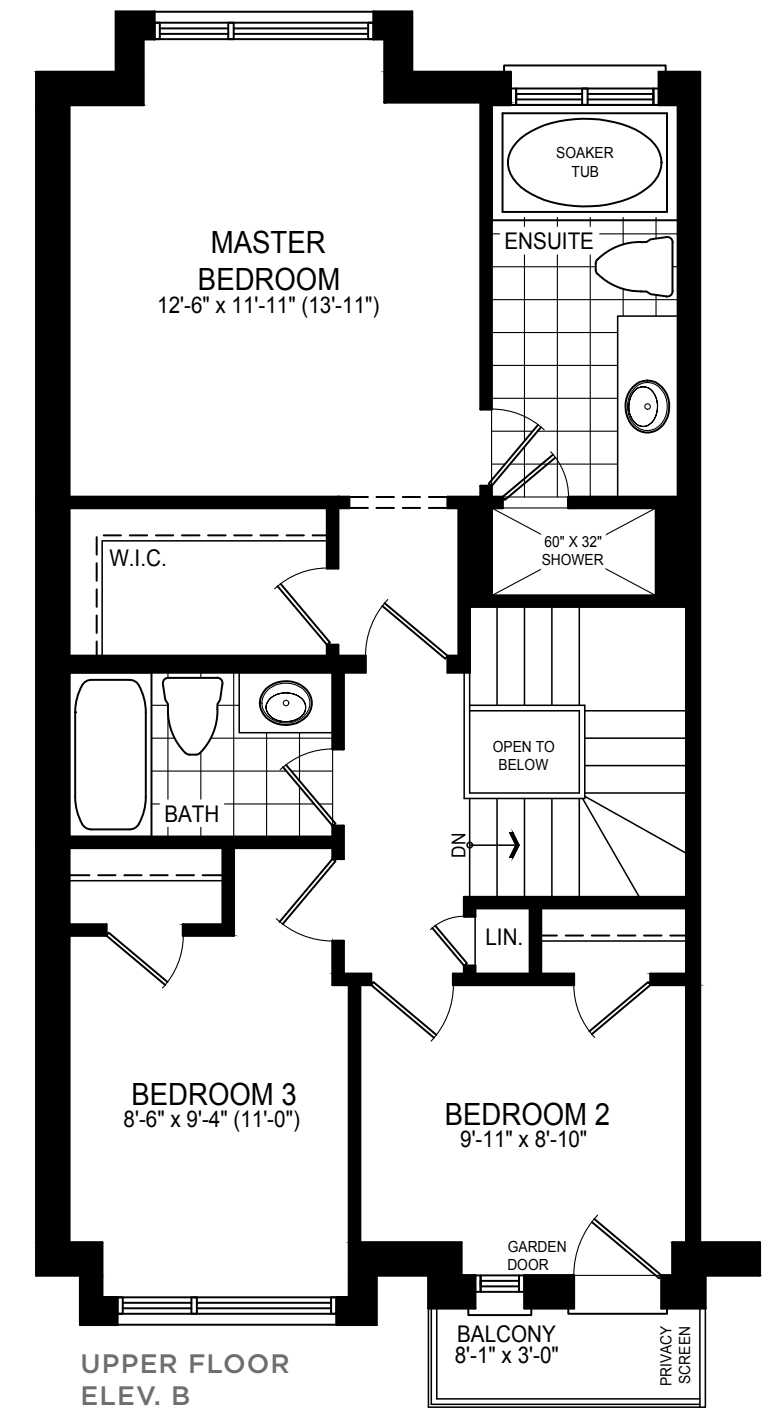 SOAKER
TUB
MASTER
BEDROOM
12'-6" x 11'-11" (13'-11")
ENSUITE
60" X 32"
SHOWER
W.I.C.
OPEN TO
BELOW
BATH
DN
LIN.
BEDROOM 3
8'-6" x 9'-4" (11'-0")
BEDROOM 2
9'-11" x 8'-10"
GARDEN
DOOR
BALCONY
8'-1" x 3'-0"
PRIVACY
SCREEN
UPPER FLOOR
ELEV. B